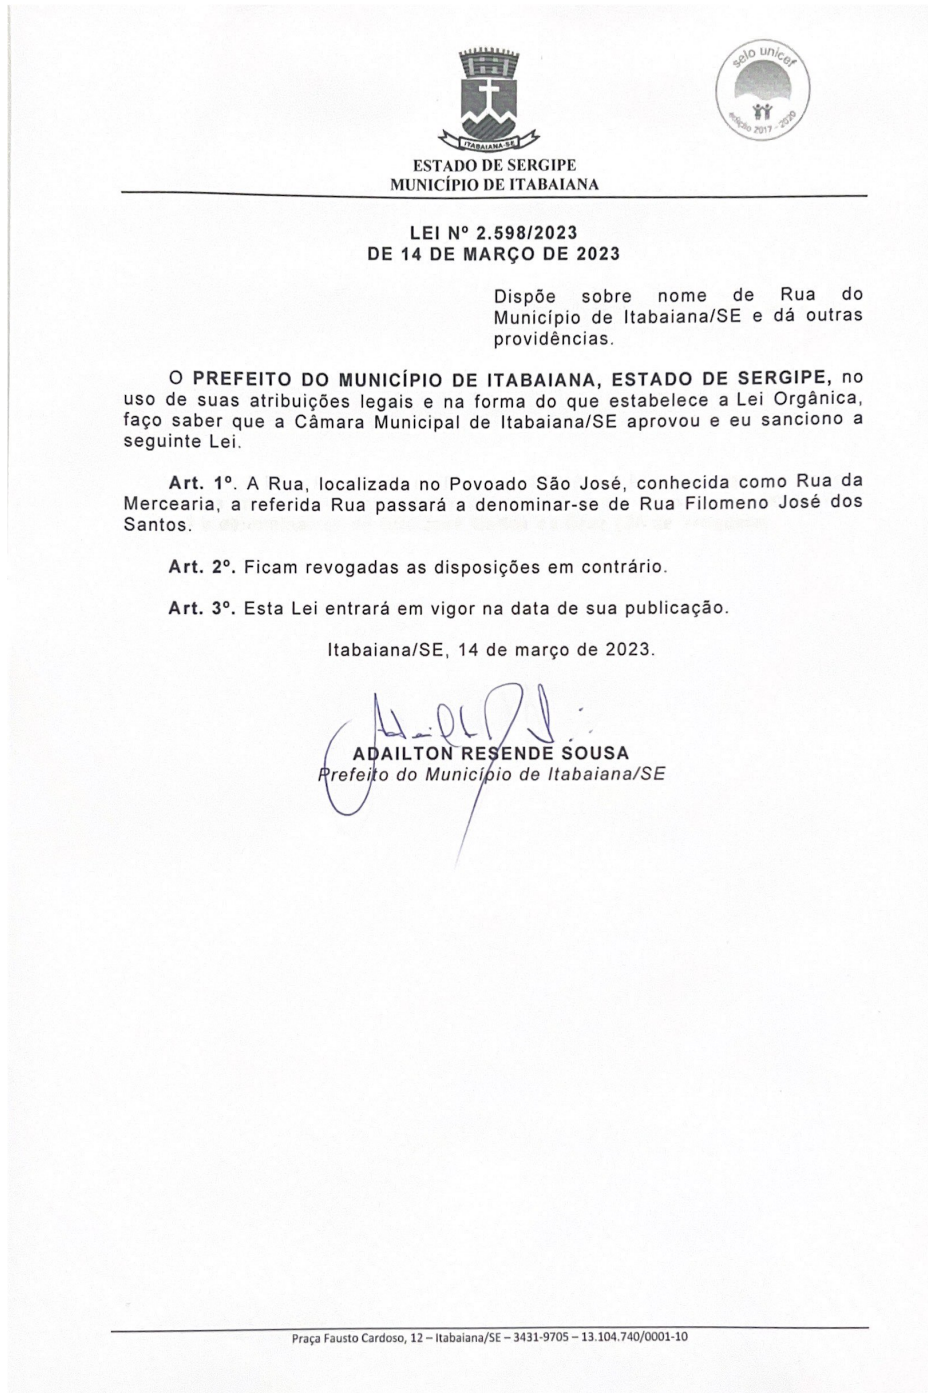 selo unicef
edição 2017 - 2020
ITABAIANA-SE
ESTADO DE SERGIPE
MUNICÍPIO DE ITABAIANA
LEI Nº 2.598/2023
DE 14 DE MARÇO DE 2023
Dispõe sobre nome de Rua do
Município de Itabaiana/SE e dá outras
providências.
O PREFEITO DO MUNICÍPIO DE ITABAIANA, ESTADO DE SERGIPE, no
uso de suas atribuições legais e na forma do que estabelece a Lei Orgânica,
faço saber que a Câmara Municipal de Itabaiana/SE aprovou e eu sanciono a
seguinte Lei.
Art. 1º. A Rua, localizada no Povoado São José, conhecida como Rua da
Mercearia, a referida Rua passará a denominar-se de Rua Filomeno José dos
Santos.
Art. 2º. Ficam revogadas as disposições em contrário.
Art. 3º. Esta Lei entrará em vigor na data de sua publicação.
Itabaiana/SE, 14 de março de 2023.
ADAILTON RESENDE SOUSA
Prefeito do Município de Itabaiana/SE
Praça Fausto Cardoso, 12 – Itabaiana/SE – 3431-9705 – 13.104.740/0001-10